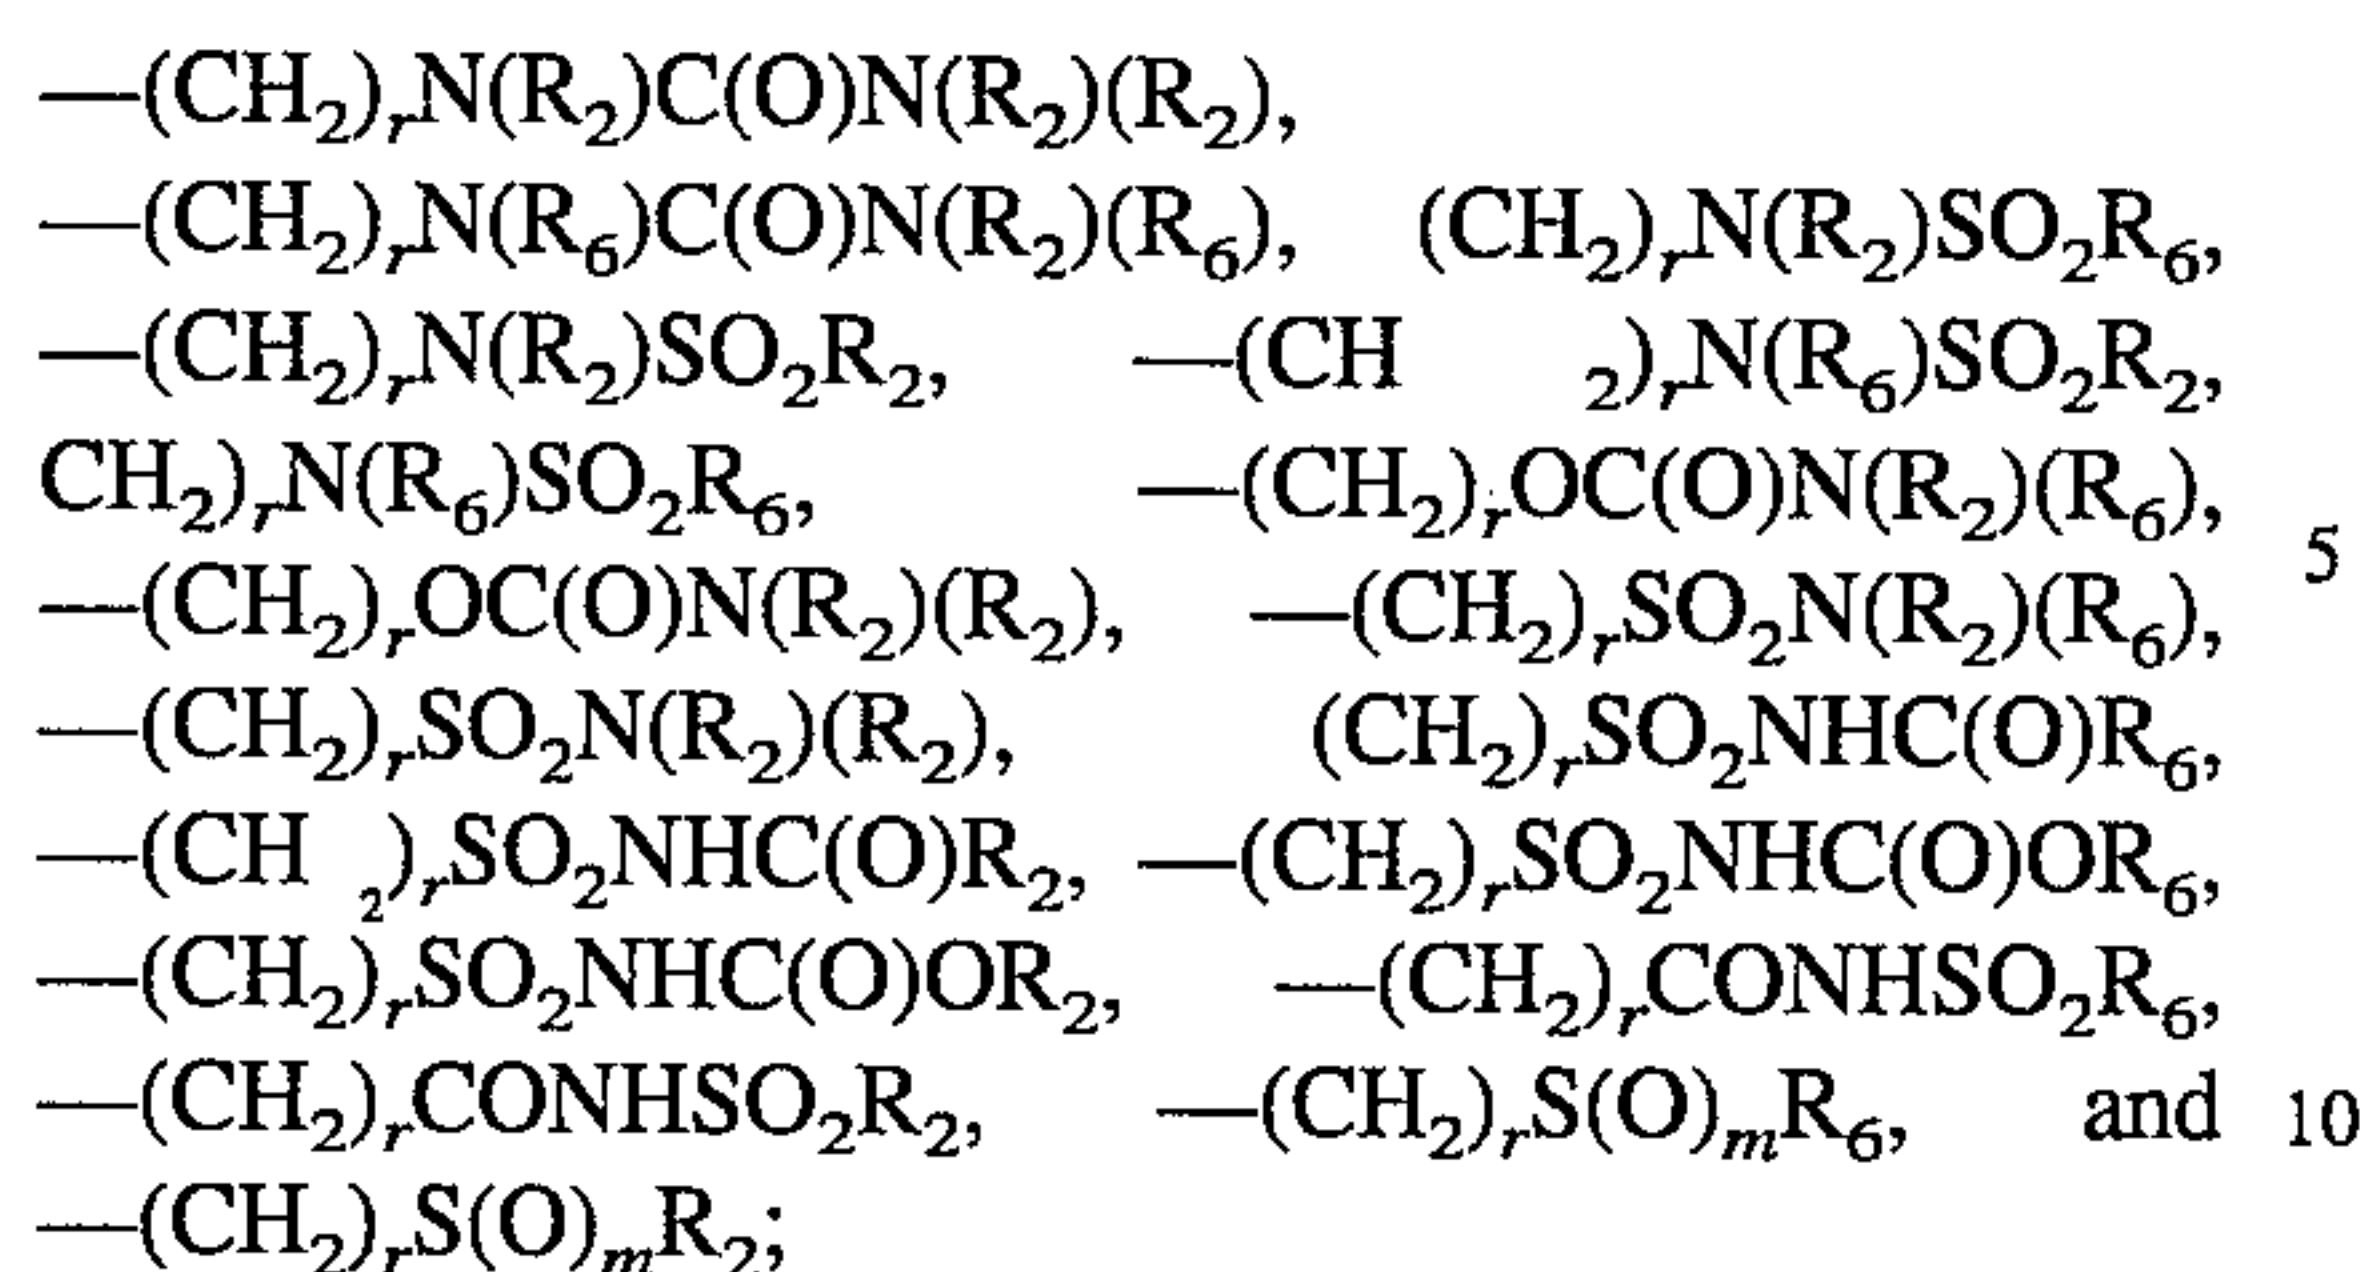 —(CH₂)ᵣN(R₂)C(O)N(R₂)(R₂),
—(CH₂)ᵣN(R₆)C(O)N(R₂)(R₆), (CH₂)ᵣN(R₂)SO₂R₆,
—(CH₂)ᵣN(R₂)SO₂R₂, —(CH ₂)ᵣN(R₆)SO₂R₂,
CH₂)ᵣN(R₆)SO₂R₆, —(CH₂)ᵣOC(O)N(R₂)(R₆),
5
—(CH₂)ᵣOC(O)N(R₂)(R₂), —(CH₂)ᵣSO₂N(R₂)(R₆),
—(CH₂)ᵣSO₂N(R₂)(R₂), (CH₂)ᵣSO₂NHC(O)R₆,
—(CH ₂)ᵣSO₂NHC(O)R₂, —(CH₂)ᵣSO₂NHC(O)OR₆,
—(CH₂)ᵣSO₂NHC(O)OR₂, —(CH₂)ᵣCONHSO₂R₆,
—(CH₂)ᵣCONHSO₂R₂, —(CH₂)ᵣS(O)ₘR₆, and 10
—(CH₂)ᵣS(O)ₘR₂;